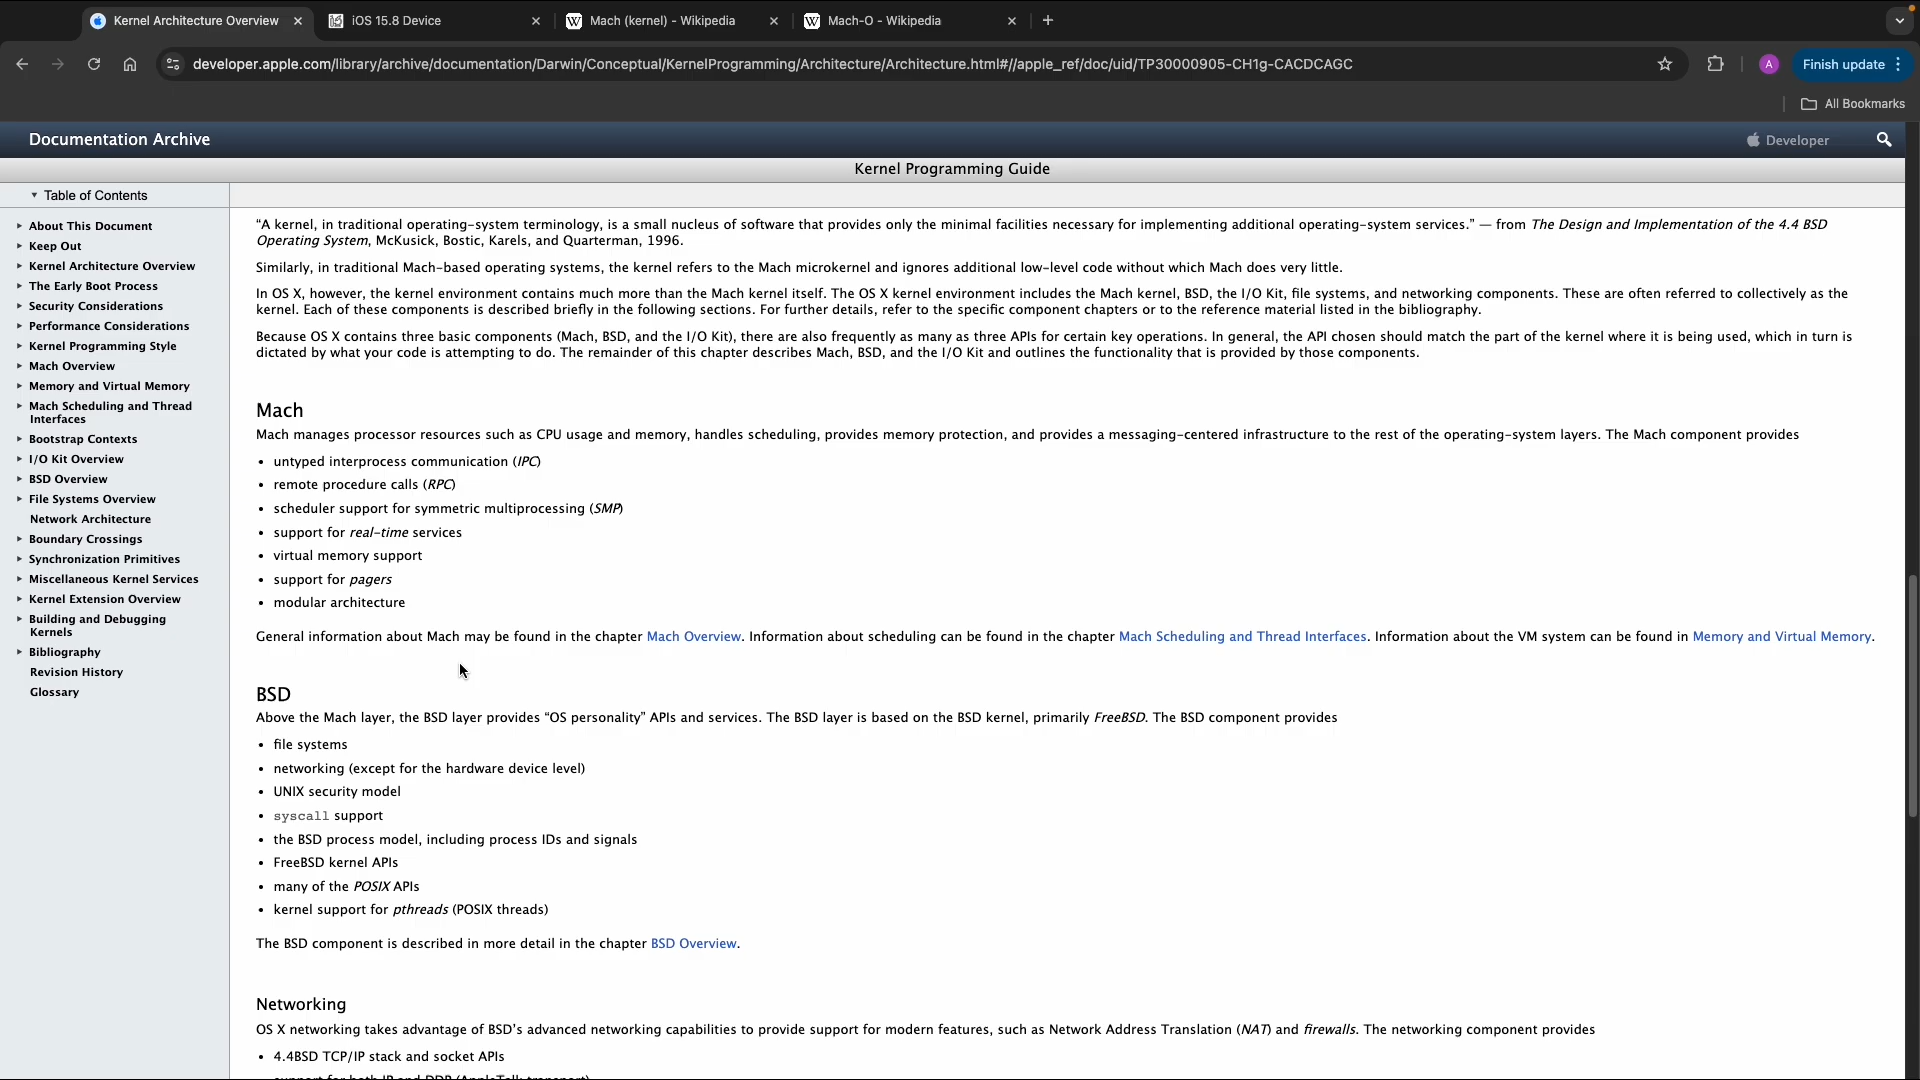 Kernel Architecture Overview
iOS 15.8 Device
Mach (kernel) - Wikipedia
Mach-O - Wikipedia
developer.apple.com/library/archive/documentation/Darwin/Conceptual/KernelProgramming/Architecture/Architecture.html#//apple_ref/doc/uid/TP30000905-CH1g-CACDCAGC
A
Finish update
All Bookmarks
Documentation Archive
Developer
Kernel Programming Guide
Table of Contents
About This Document
Keep Out
Kernel Architecture Overview
The Early Boot Process
Security Considerations
Performance Considerations
Kernel Programming Style
Mach Overview
Memory and Virtual Memory
Mach Scheduling and Thread
Interfaces
Bootstrap Contexts
I/O Kit Overview
BSD Overview
File Systems Overview
Network Architecture
Boundary Crossings
Synchronization Primitives
Miscellaneous Kernel Services
Kernel Extension Overview
Building and Debugging
Kernels
Bibliography
Revision History
Glossary
“A kernel, in traditional operating-system terminology, is a small nucleus of software that provides only the minimal facilities necessary for implementing additional operating-system services.” — from The Design and Implementation of the 4.4 BSD
Operating System, McKusick, Bostic, Karels, and Quarterman, 1996.
Similarly, in traditional Mach-based operating systems, the kernel refers to the Mach microkernel and ignores additional low-level code without which Mach does very little.
In OS X, however, the kernel environment contains much more than the Mach kernel itself. The OS X kernel environment includes the Mach kernel, BSD, the I/O Kit, file systems, and networking components. These are often referred to collectively as the
kernel. Each of these components is described briefly in the following sections. For further details, refer to the specific component chapters or to the reference material listed in the bibliography.
Because OS X contains three basic components (Mach, BSD, and the I/O Kit), there are also frequently as many as three APIs for certain key operations. In general, the API chosen should match the part of the kernel where it is being used, which in turn is
dictated by what your code is attempting to do. The remainder of this chapter describes Mach, BSD, and the I/O Kit and outlines the functionality that is provided by those components.
Mach
Mach manages processor resources such as CPU usage and memory, handles scheduling, provides memory protection, and provides a messaging-centered infrastructure to the rest of the operating-system layers. The Mach component provides
• untyped interprocess communication (IPC)
• remote procedure calls (RPC)
• scheduler support for symmetric multiprocessing (SMP)
• support for real-time services
• virtual memory support
• support for pagers
• modular architecture
General information about Mach may be found in the chapter Mach Overview. Information about scheduling can be found in the chapter Mach Scheduling and Thread Interfaces. Information about the VM system can be found in Memory and Virtual Memory.
BSD
Above the Mach layer, the BSD layer provides “OS personality” APIs and services. The BSD layer is based on the BSD kernel, primarily FreeBSD. The BSD component provides
• file systems
• networking (except for the hardware device level)
• UNIX security model
• syscall support
• the BSD process model, including process IDs and signals
• FreeBSD kernel APIs
• many of the POSIX APIs
• kernel support for pthreads (POSIX threads)
The BSD component is described in more detail in the chapter BSD Overview.
Networking
OS X networking takes advantage of BSD’s advanced networking capabilities to provide support for modern features, such as Network Address Translation (NAT) and firewalls. The networking component provides
• 4.4BSD TCP/IP stack and socket APIs
support for both IP and DDP (AppleTalk transport)